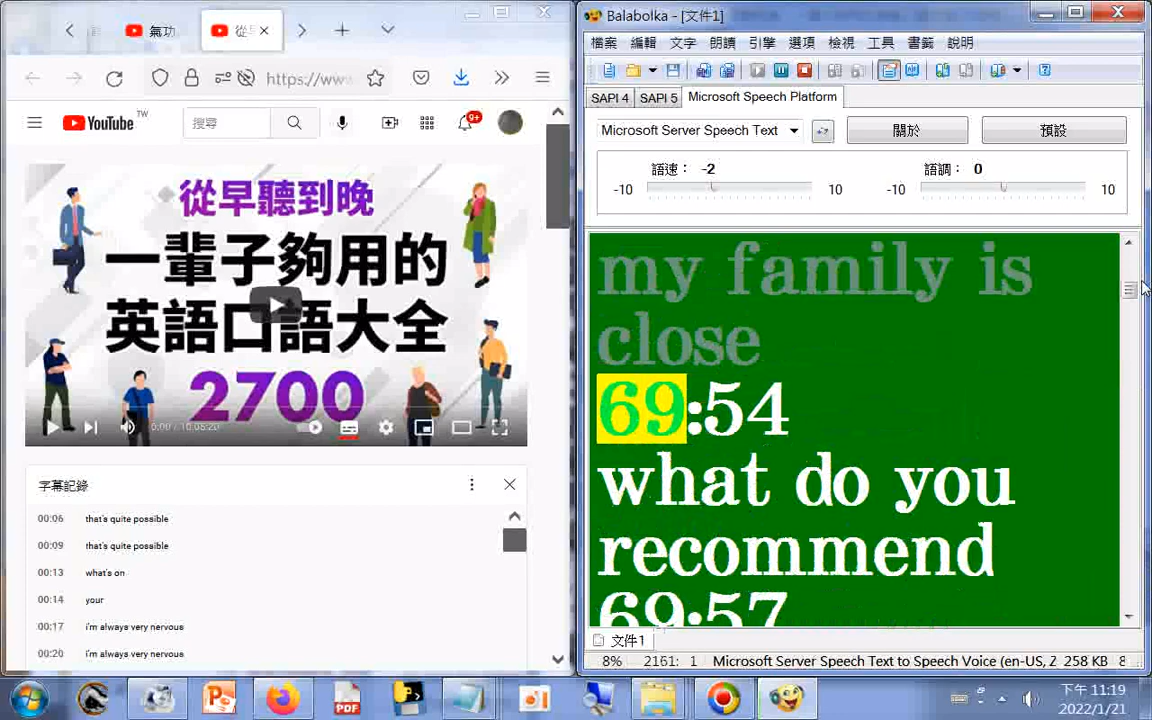 氣功
從
https://www
YouTube TW
搜尋
9+
從早聽到晚
一輩子夠用的
英語口語大全
2700
0:00 / 10:05:20
字幕記錄
00:06 that's quite possible
00:09 that's quite possible
00:13 what's on
00:14 your
00:17 i'm always very nervous
00:20 i'm always very nervous
Balabolka - [文件1]
檔案 編輯 文字 朗讀 引擎 選項 檢視 工具 書籤 說明
SAPI 4 SAPI 5 Microsoft Speech Platform
Microsoft Server Speech Text
關於
預設
語速： -2
-10 10
語調： 0
-10 10
my family is
close
69:54
what do you
recommend
69:57
文件1
8% 2161: 1 Microsoft Server Speech Text to Speech Voice (en-US, Z 258 KB 8
PDF
下午 11:19
2022/1/21